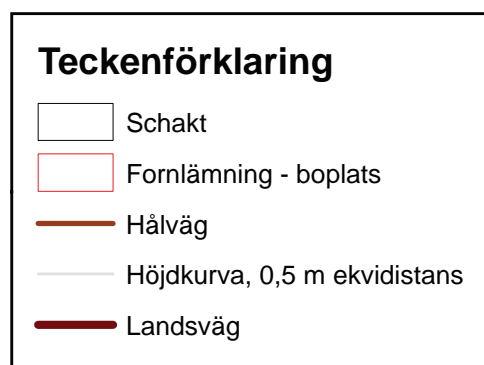 Teckenförklaring
Schakt
Fornlämning - boplats
Hålväg
Höjdkurva, 0,5 m ekvidistans
Landsväg